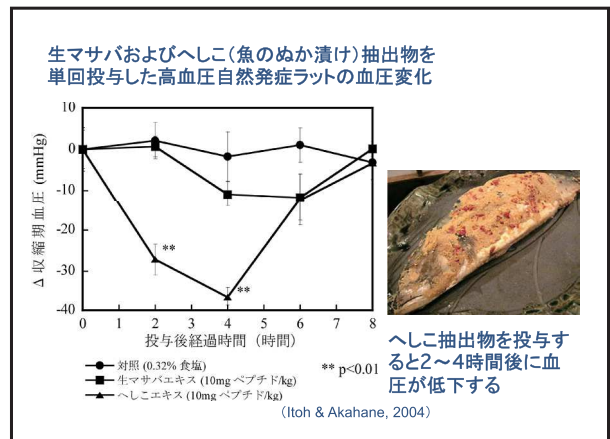 生マサバおよびへしこ（魚のぬか漬け）抽出物を
単回投与した高血圧自然発症ラットの血圧変化
10
0
-10
-20
-30
-40
Δ 収縮期血圧 (mmHg)
**
**
0
2
4
6
8
投与後経過時間（時間）
対照 (0.32% 食塩)
生マサバエキス (10mg ペプチド/kg)
へしこエキス (10mg ペプチド/kg)
** p<0.01
へしこ抽出物を投与す
ると2～4時間後に血
圧が低下する
（Itoh & Akahane, 2004）